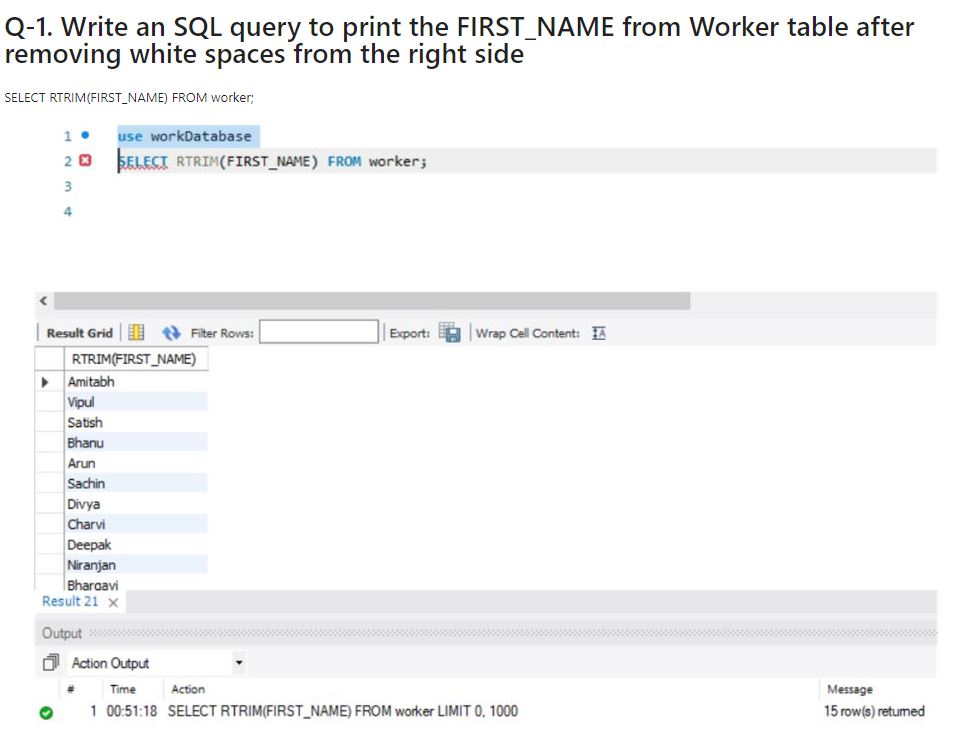 Q-1. Write an SQL query to print the FIRST_NAME from Worker table after
removing white spaces from the right side
SELECT RTRIM(FIRST_NAME) FROM worker;
1 use workDatabase
2 SELECT RTRIM(FIRST_NAME) FROM worker;
3
4
Result Grid Filter Rows: Export: Wrap Cell Content: IA
RTRIM(FIRST_NAME)
Amitabh
Vipul
Satish
Bhanu
Arun
Sachin
Divya
Charvi
Deepak
Niranjan
Bhargavi
Result 21 x
Output
Action Output
# Time Action Message
1 00:51:18 SELECT RTRIM(FIRST_NAME) FROM worker LIMIT 0, 1000 15 row(s) returned